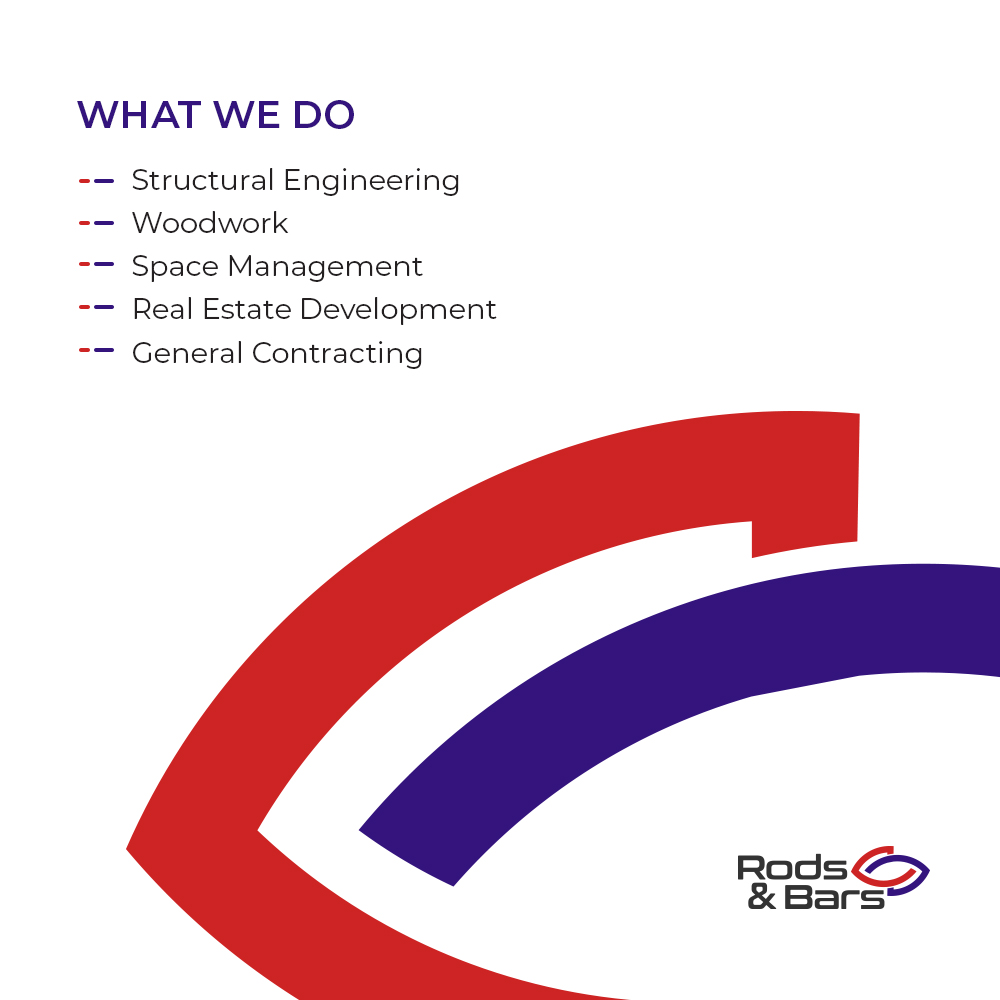 WHAT WE DO
Structural Engineering
Woodwork
Space Management
Real Estate Development
General Contracting
Rods
& Bars